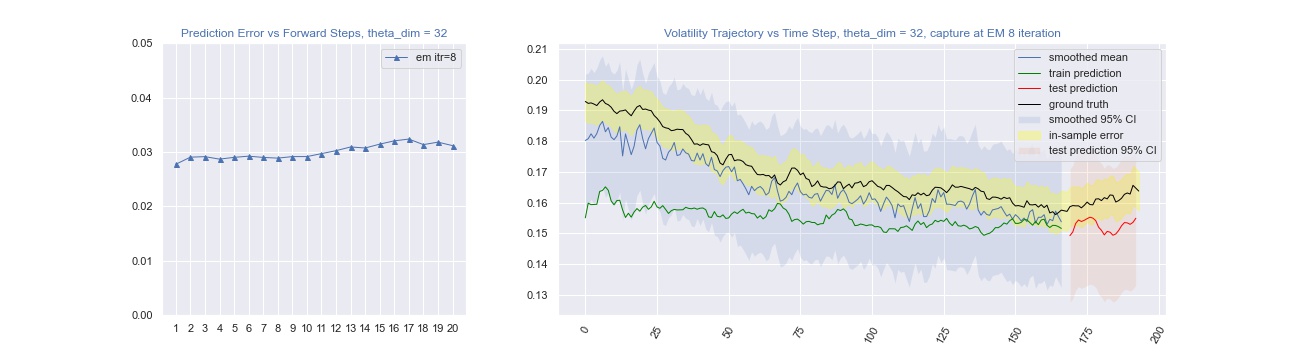 Prediction Error vs Forward Steps, theta_dim = 32
0.05
0.04
0.03
0.02
0.01
0.00
em itr=8
1 2 3 4 5 6 7 8 9 10 11 12 13 14 15 16 17 18 19 20
Volatility Trajectory vs Time Step, theta_dim = 32, capture at EM 8 iteration
0.21
0.20
0.19
0.18
0.17
0.16
0.15
0.14
0.13
smoothed mean
train prediction
test prediction
ground truth
smoothed 95% CI
in-sample error
test prediction 95% CI
0 25 50 75 100 125 150 175 200